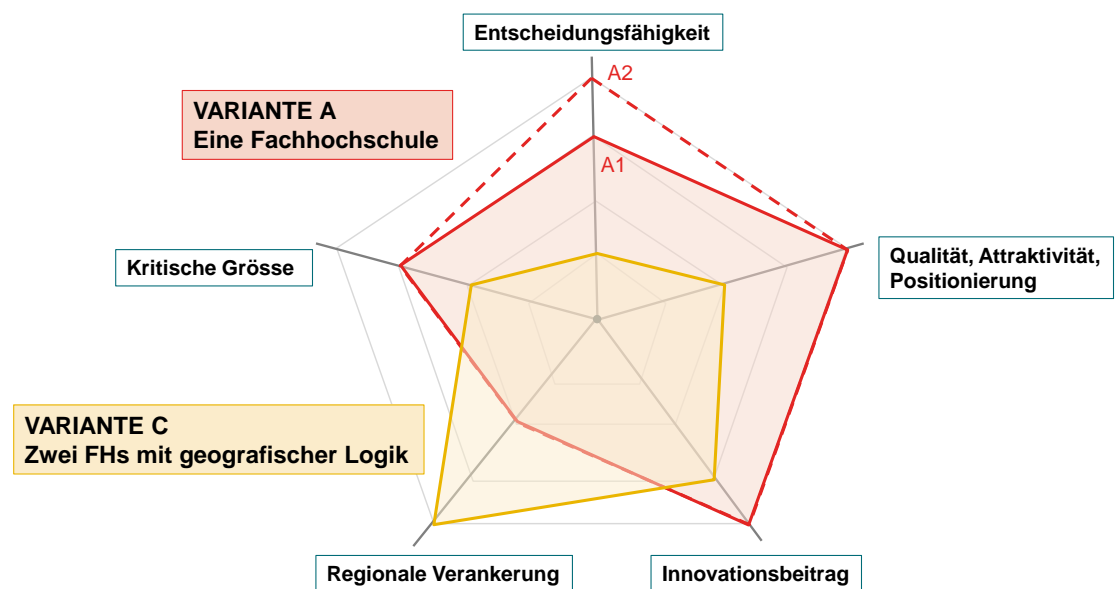 Entscheidungsfähigkeit
A2
VARIANTE A
Eine Fachhochschule
A1
Kritische Grösse
Qualität, Attraktivität,
Positionierung
VARIANTE C
Zwei FHs mit geografischer Logik
Regionale Verankerung
Innovationsbeitrag